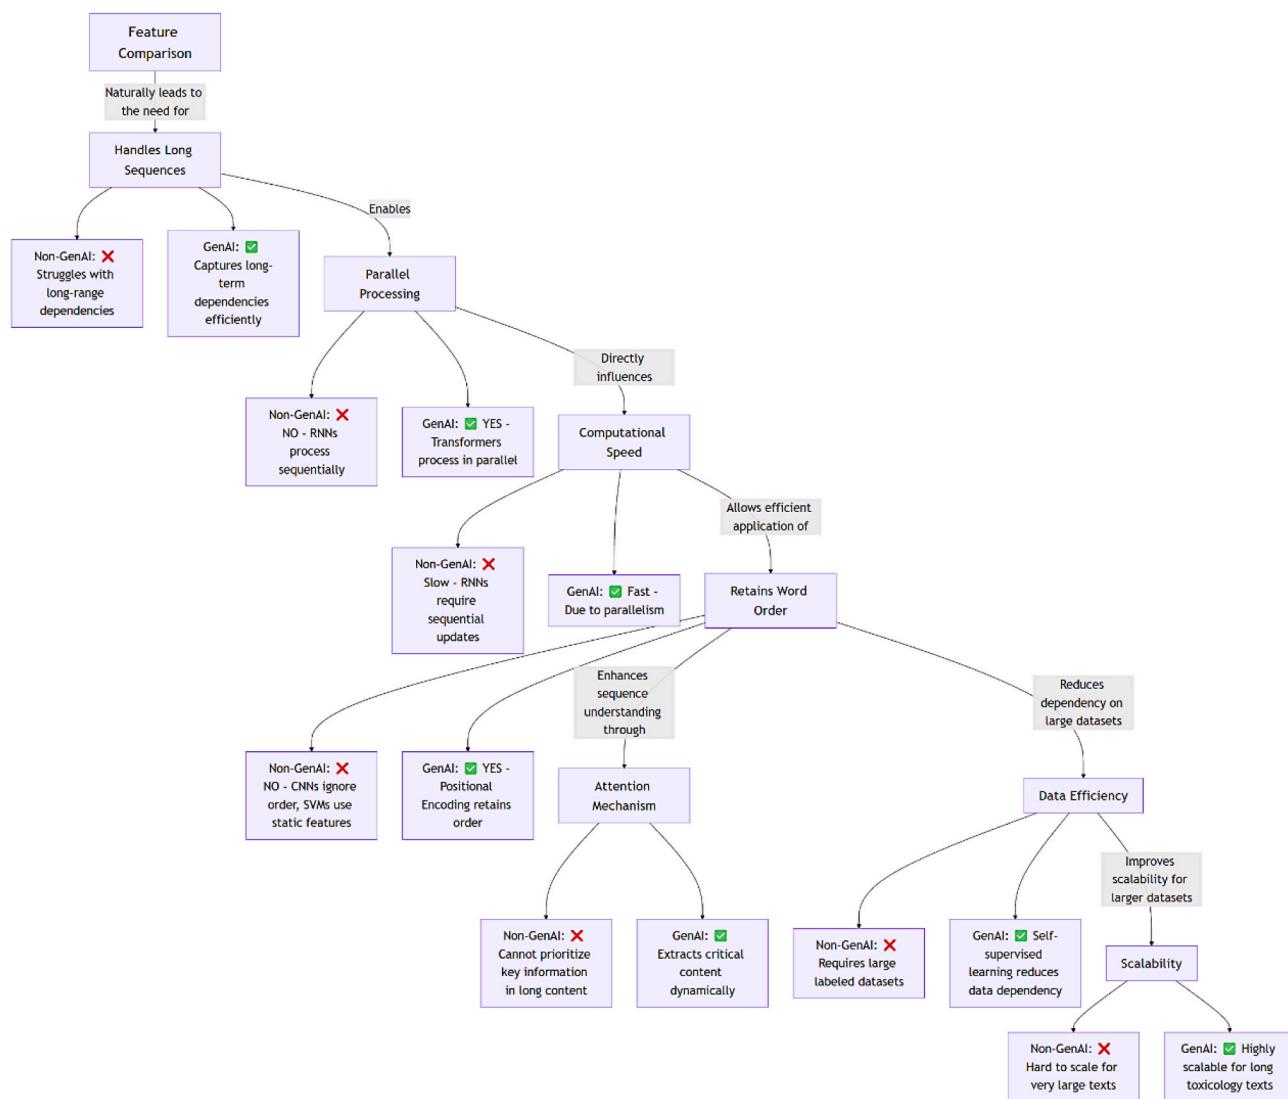 Feature
Comparison
Naturally leads to
the need for
Handles Long
Sequences
Enables
Non-GenAI: ❌
Struggles with
long-range
dependencies
GenAI: ✅
Captures long-
term
dependencies
efficiently
Parallel
Processing
Directly
influences
Non-GenAI: ❌
NO - RNNs
process
sequentially
GenAI: ✅ YES -
Transformers
process in parallel
Computational
Speed
Allows efficient
application of
Non-GenAI: ❌
Slow - RNNs
require
sequential
updates
GenAI: ✅ Fast -
Due to parallelism
Retains Word
Order
Enhances
sequence
understanding
through
Reduces
dependency on
large datasets
Non-GenAI: ❌
NO - CNNs ignore
order, SVMs use
static features
GenAI: ✅ YES -
Positional
Encoding retains
order
Attention
Mechanism
Data Efficiency
Improves
scalability for
larger datasets
Non-GenAI: ❌
Cannot prioritize
key information
in long content
GenAI: ✅
Extracts critical
content
dynamically
Non-GenAI: ❌
Requires large
labeled datasets
GenAI: ✅ Self-
supervised
learning reduces
data dependency
Scalability
Non-GenAI: ❌
Hard to scale for
very large texts
GenAI: ✅ Highly
scalable for long
toxicology texts